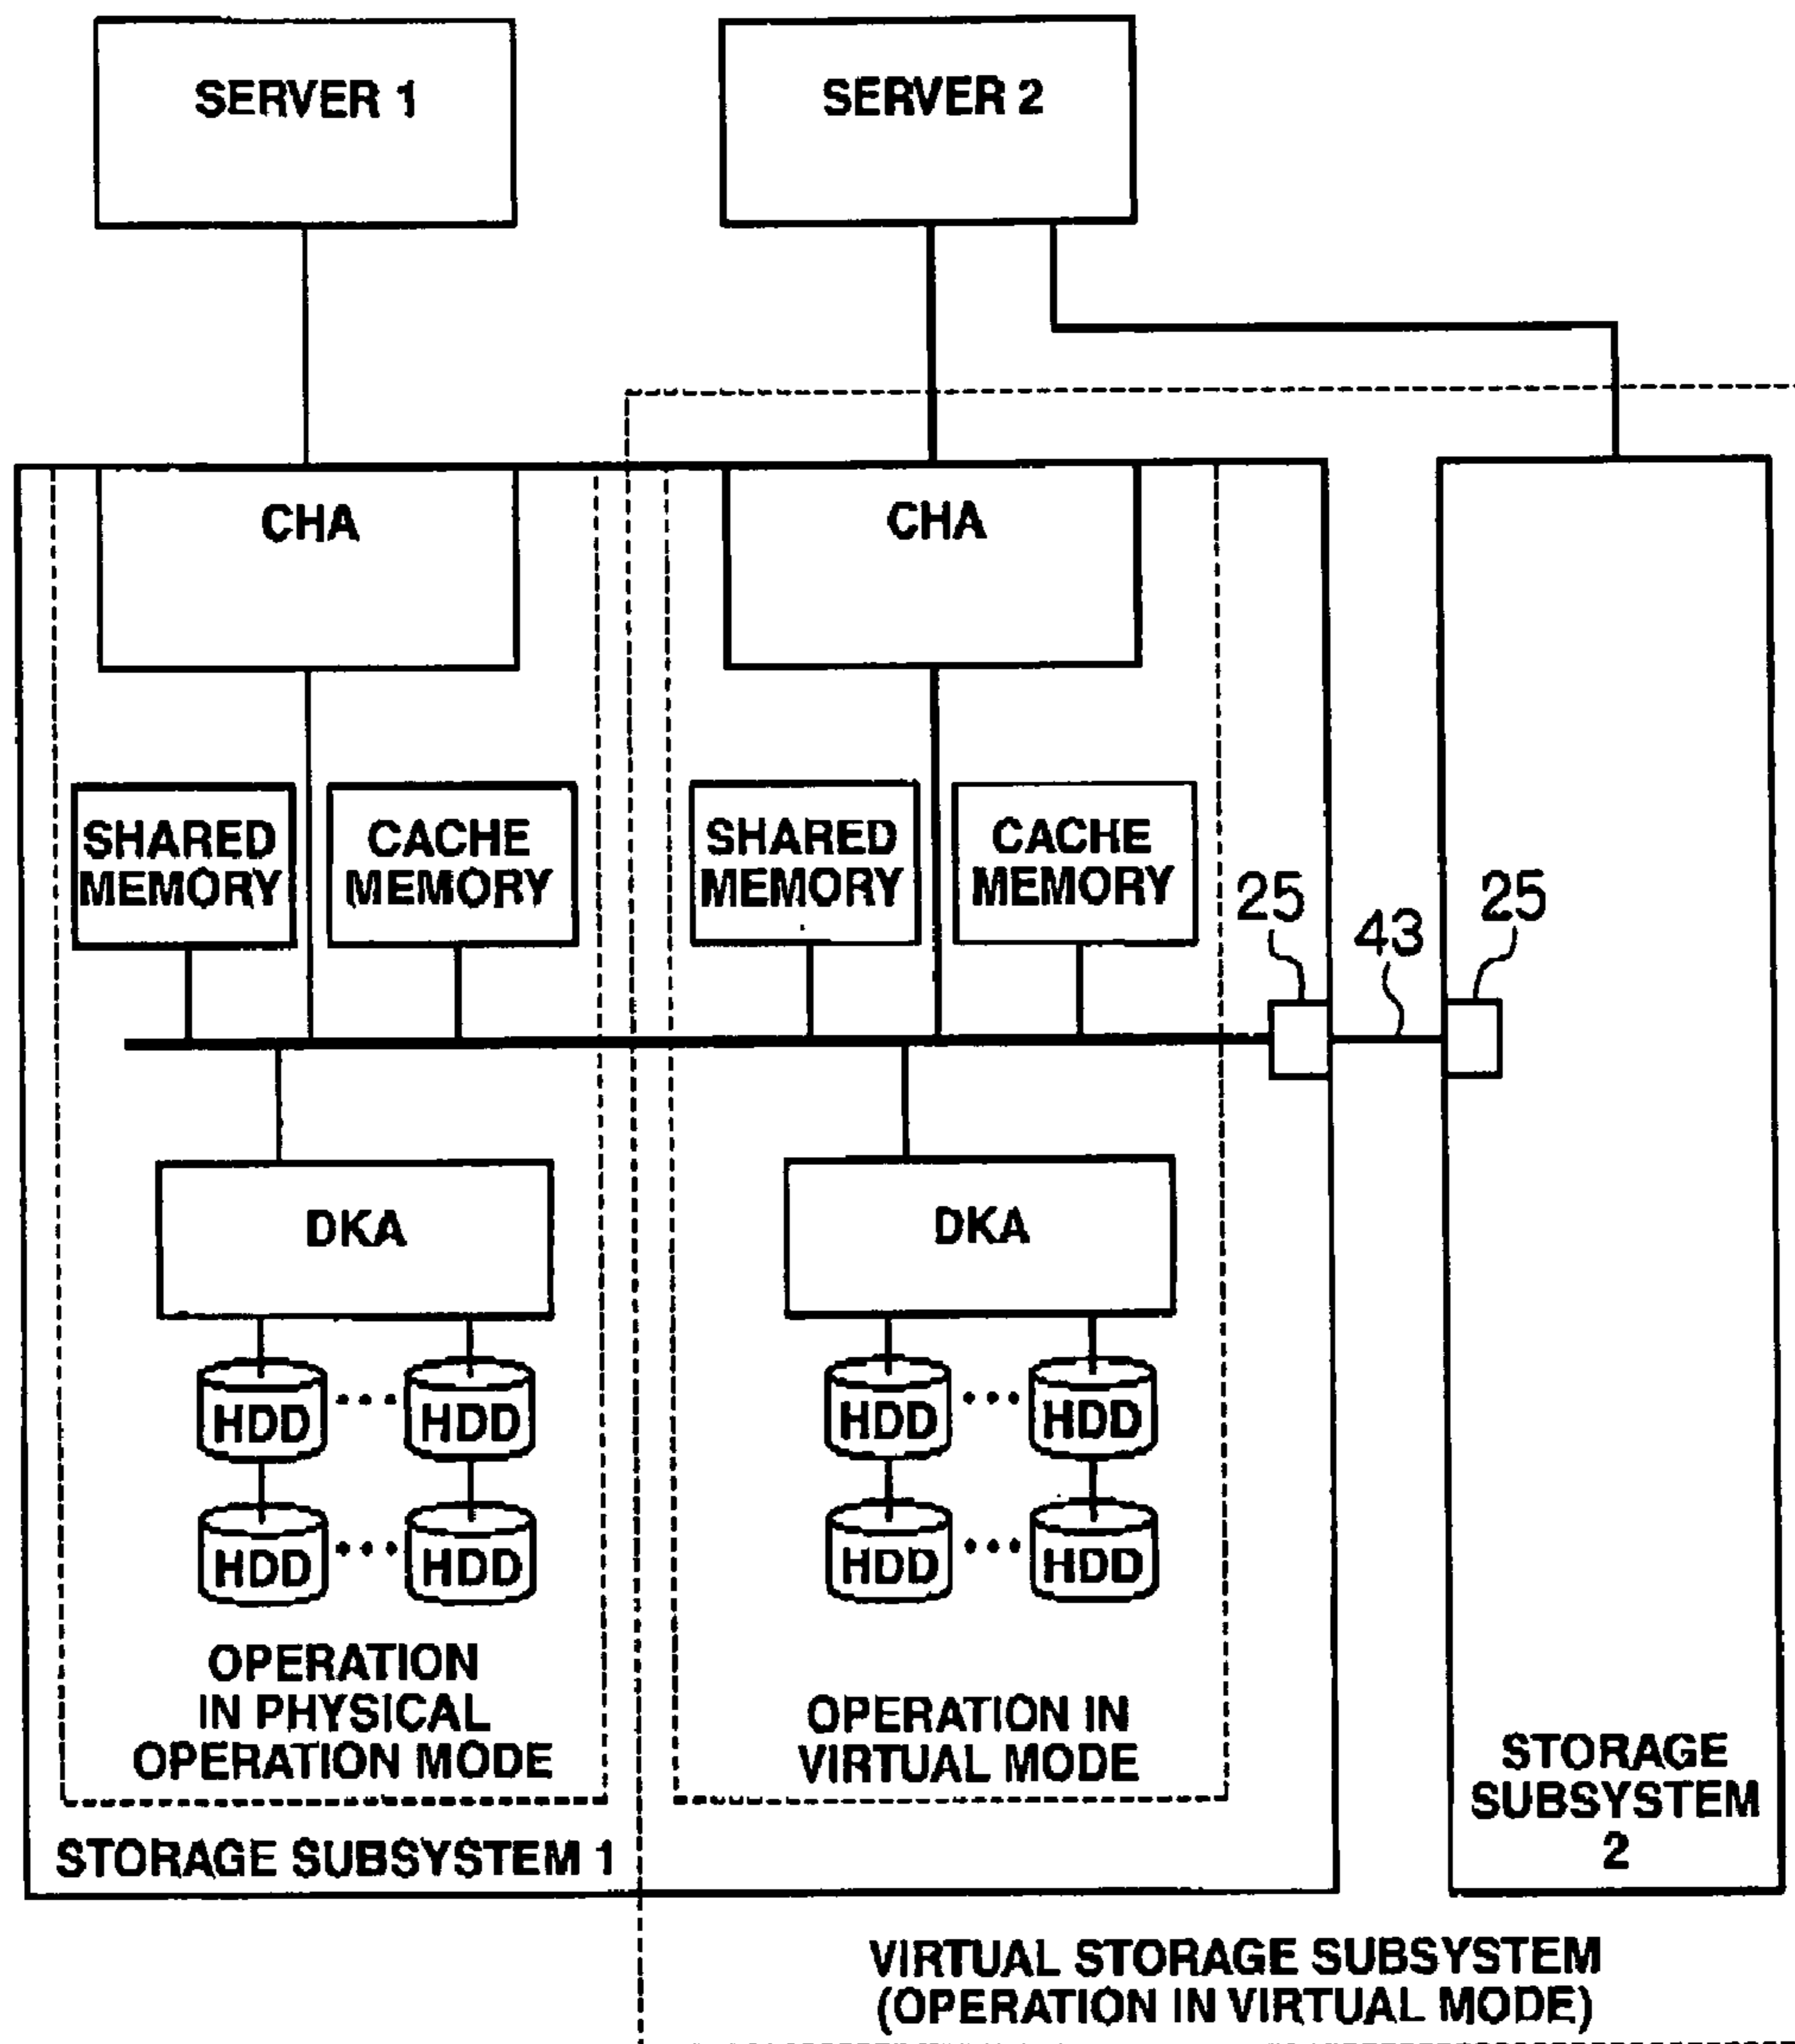 SERVER 1
SERVER 2
CHA
CHA
SHARED
MEMORY
CACHE
MEMORY
SHARED
MEMORY
CACHE
MEMORY
25
43
25
DKA
DKA
HDD
HDD
HDD
HDD
HDD
HDD
HDD
HDD
OPERATION
IN PHYSICAL
OPERATION MODE
OPERATION IN
VIRTUAL MODE
STORAGE
SUBSYSTEM
2
STORAGE SUBSYSTEM 1
VIRTUAL STORAGE SUBSYSTEM
(OPERATION IN VIRTUAL MODE)